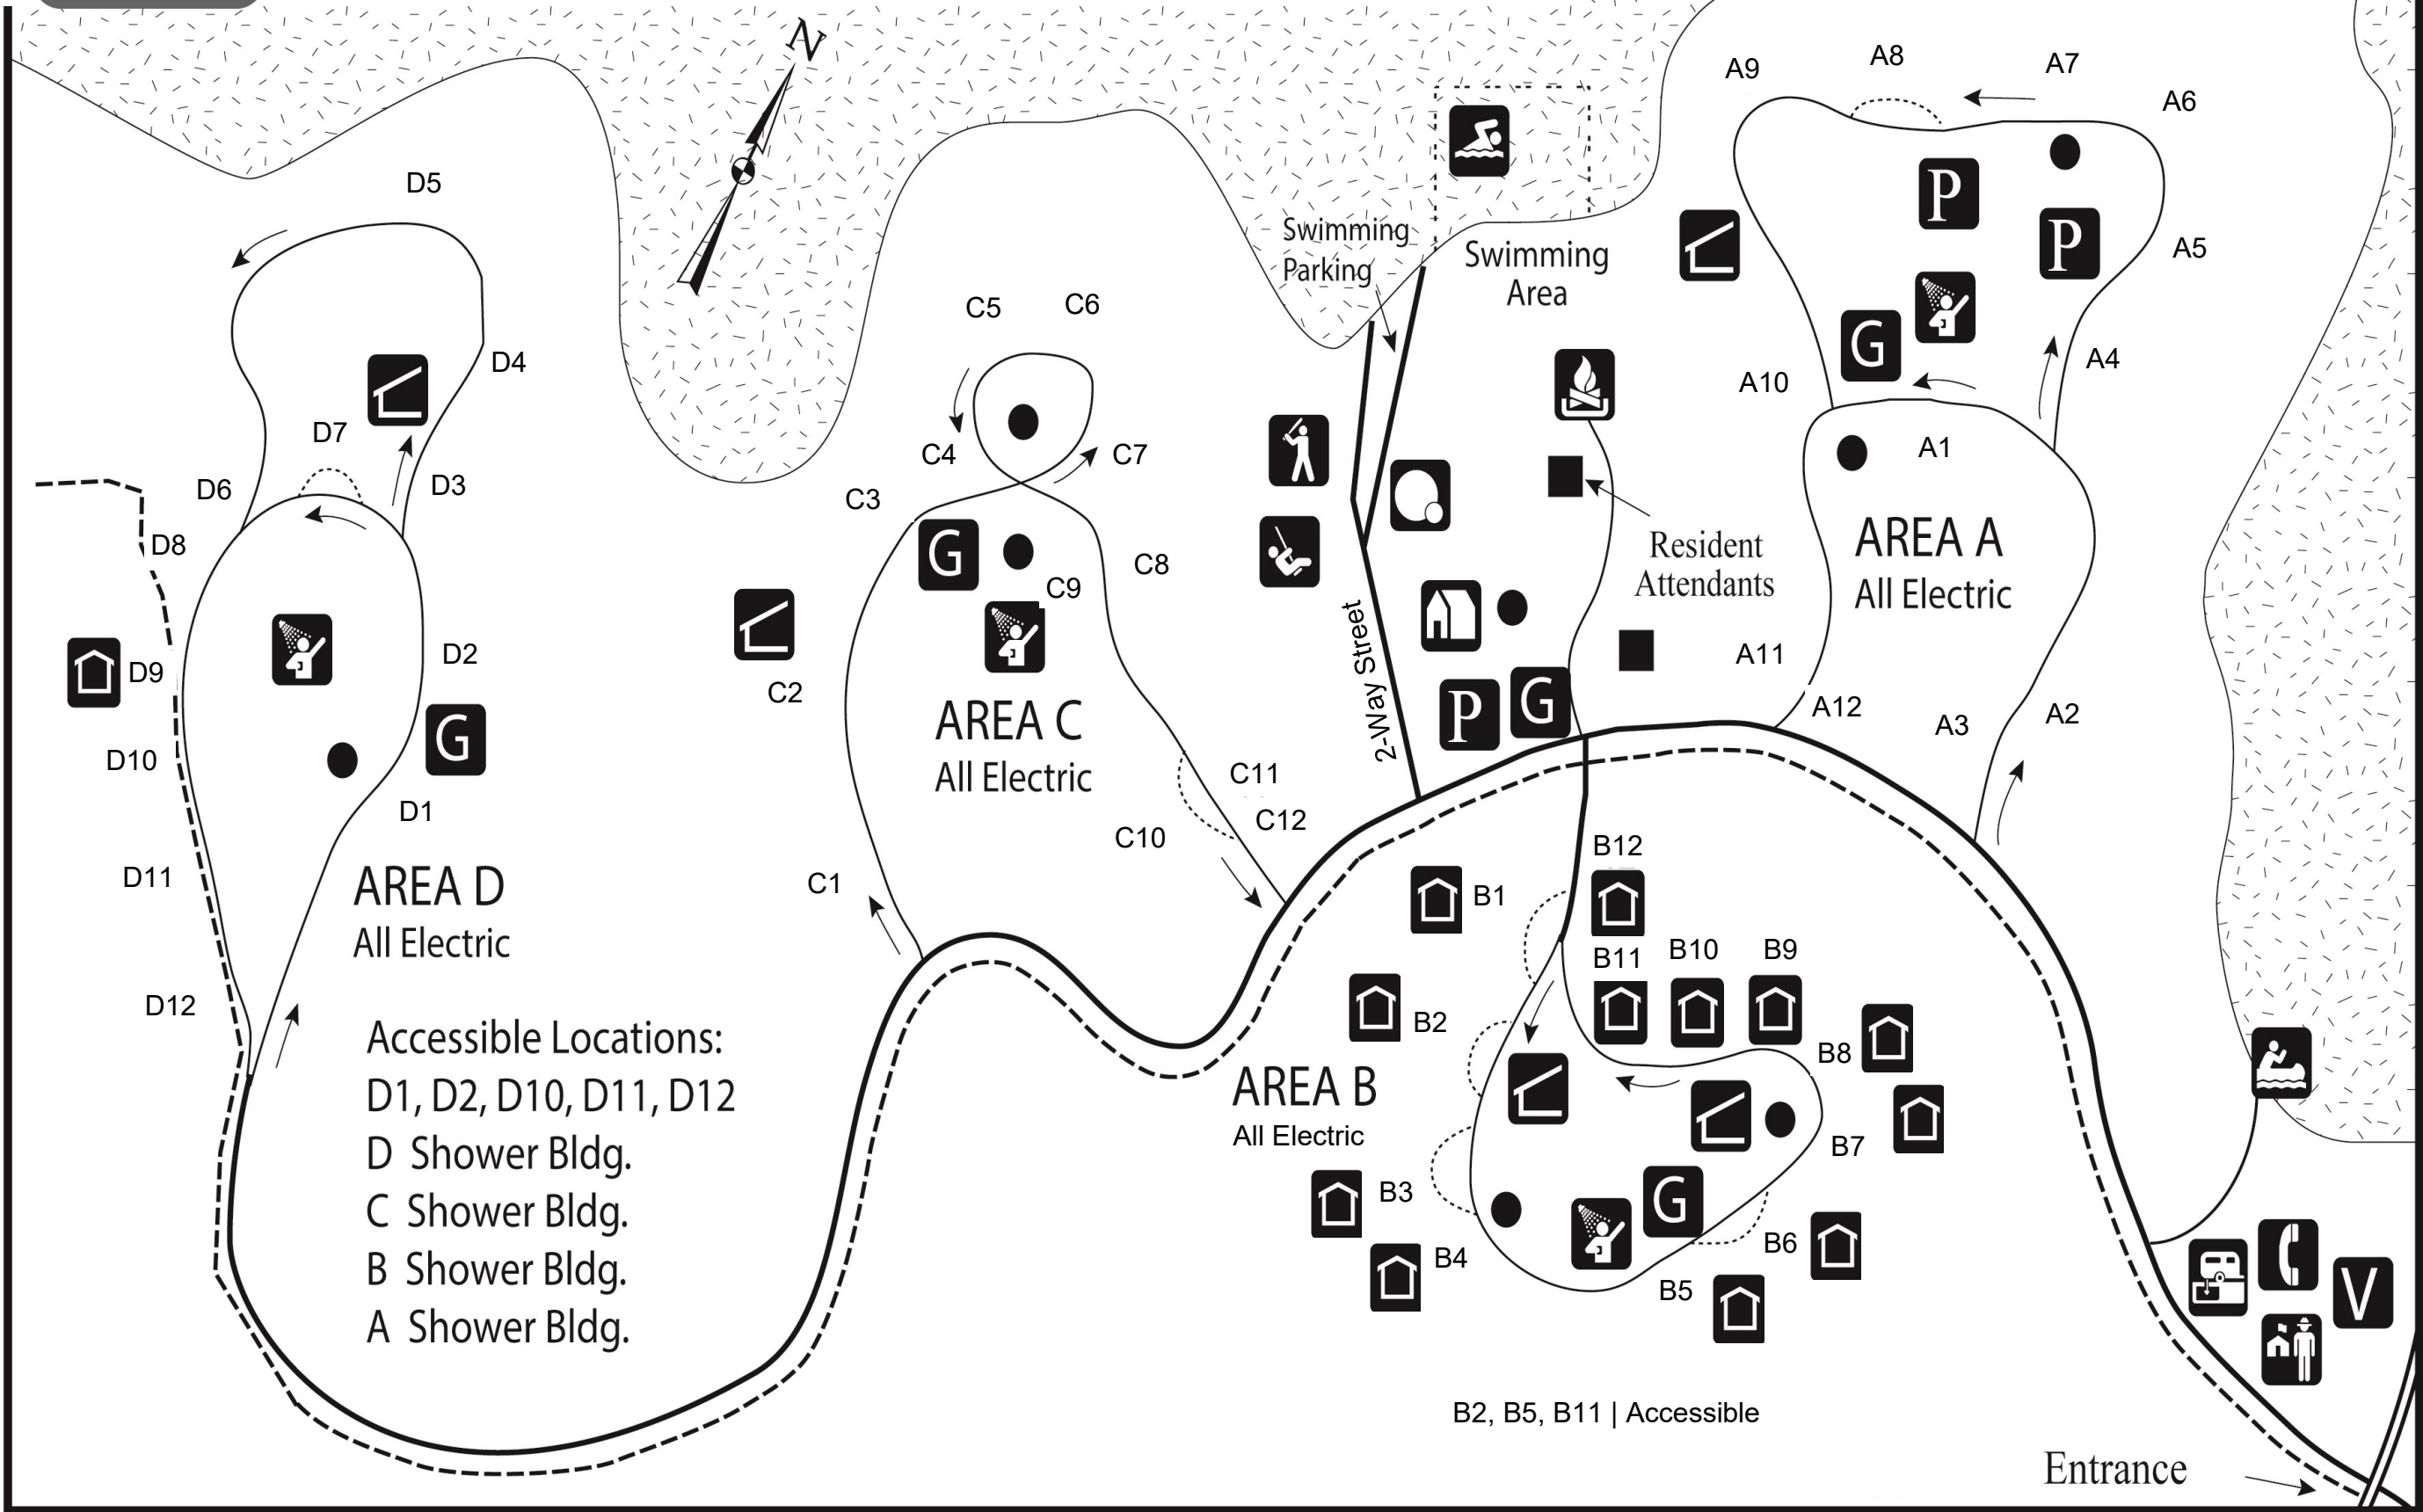 N
A9
A8
A7
A6
A5
A4
A10
A1
AREA A
All Electric
A11
A12
A3
A2
P
P
G
Swimming
Parking
Swimming
Area
Resident
Attendants
2-Way Street
P
G
D5
D4
D7
D6
D3
D8
D9
D2
G
D10
D1
D11
D12
AREA D
All Electric
C5
C6
C4
C7
C3
G
C9
C8
C2
AREA C
All Electric
C11
C12
C10
C1
B12
B1
B11
B10
B9
B2
B8
AREA B
All Electric
B7
B3
G
B4
B6
B5
B2, B5, B11 | Accessible
Accessible Locations:
D1, D2, D10, D11, D12
D Shower Bldg.
C Shower Bldg.
B Shower Bldg.
A Shower Bldg.
V
Entrance